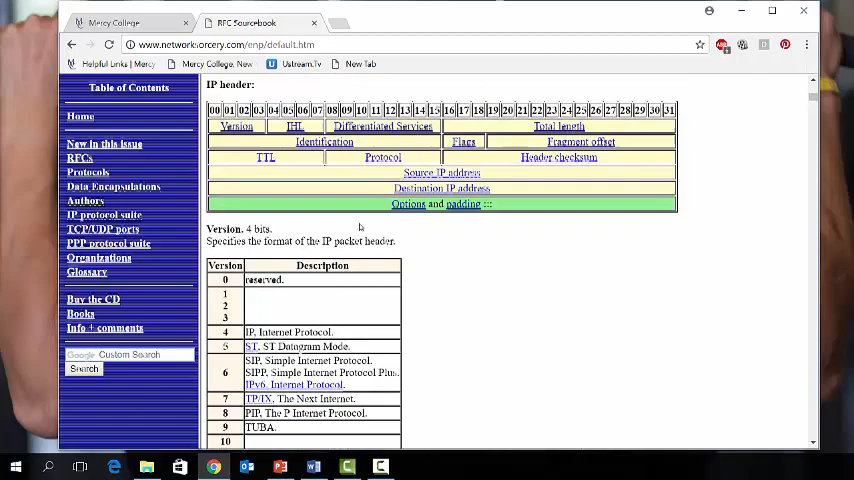 Mercy College
RFC Sourcebook
www.networksorcery.com/enp/default.htm
Helpful Links | Mercy
Mercy College, New
Ustream.Tv
New Tab
Table of Contents
Home
New in this issue
RFCs
Protocols
Data Encapsulations
Authors
IP protocol suite
TCP/UDP ports
PPP protocol suite
Organizations
Glossary
Buy the CD
Books
Info + comments
Google Custom Search
Search
IP header:
00 01 02 03 04 05 06 07 08 09 10 11 12 13 14 15 16 17 18 19 20 21 22 23 24 25 26 27 28 29 30 31
Version IHL Differentiated Services Total length
Identification Flags Fragment offset
TTL Protocol Header checksum
Source IP address
Destination IP address
Options and padding :::
Version. 4 bits.
Specifies the format of the IP packet header.
Version Description
0 reserved.
1
2
3
4 IP, Internet Protocol.
5 ST, ST Datagram Mode.
6 SIP, Simple Internet Protocol.
SIPP, Simple Internet Protocol Plus.
IPv6, Internet Protocol.
7 TP/IX, The Next Internet.
8 PIP, The P Internet Protocol.
9 TUBA.
10